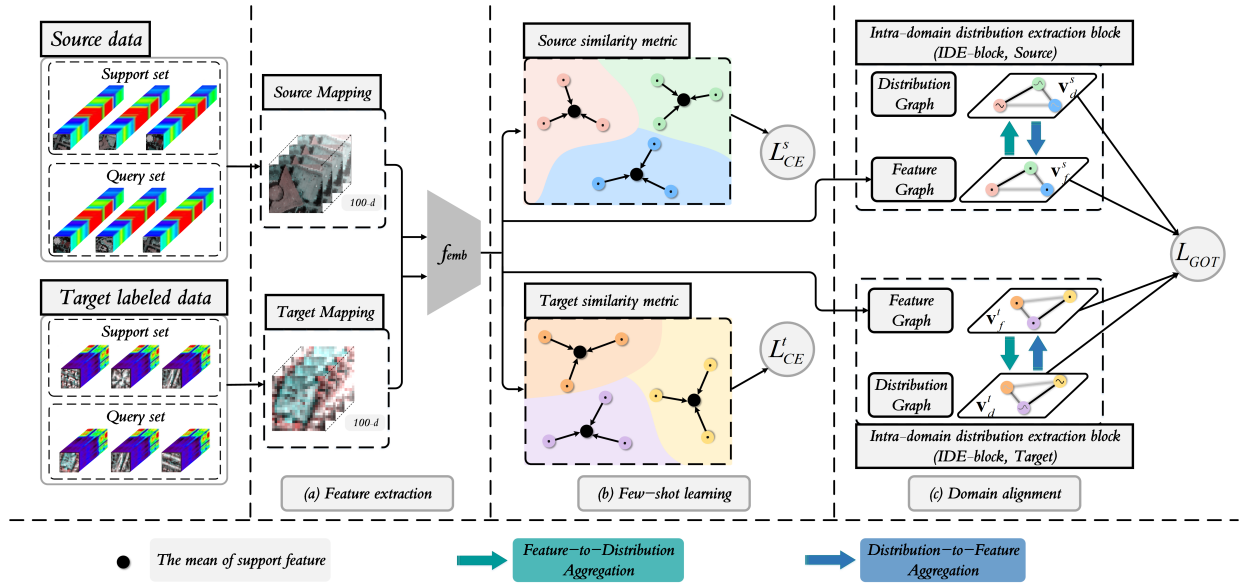 Source data
Support set
Query set
Target labeled data
Support set
Query set
Source Mapping
100-d
Target Mapping
100-d
f_emb
(a) Feature extraction
Source similarity metric
L^s_CE
Target similarity metric
L^t_CE
(b) Few-shot learning
Intra-domain distribution extraction block
(IDE-block, Source)
Distribution
Graph
v^s_d
Feature
Graph
v^s_f
L_GOT
Feature
Graph
v^t_f
Distribution
Graph
v^t_d
Intra-domain distribution extraction block
(IDE-block, Target)
(c) Domain alignment
The mean of support feature
Feature-to-Distribution
Aggregation
Distribution-to-Feature
Aggregation